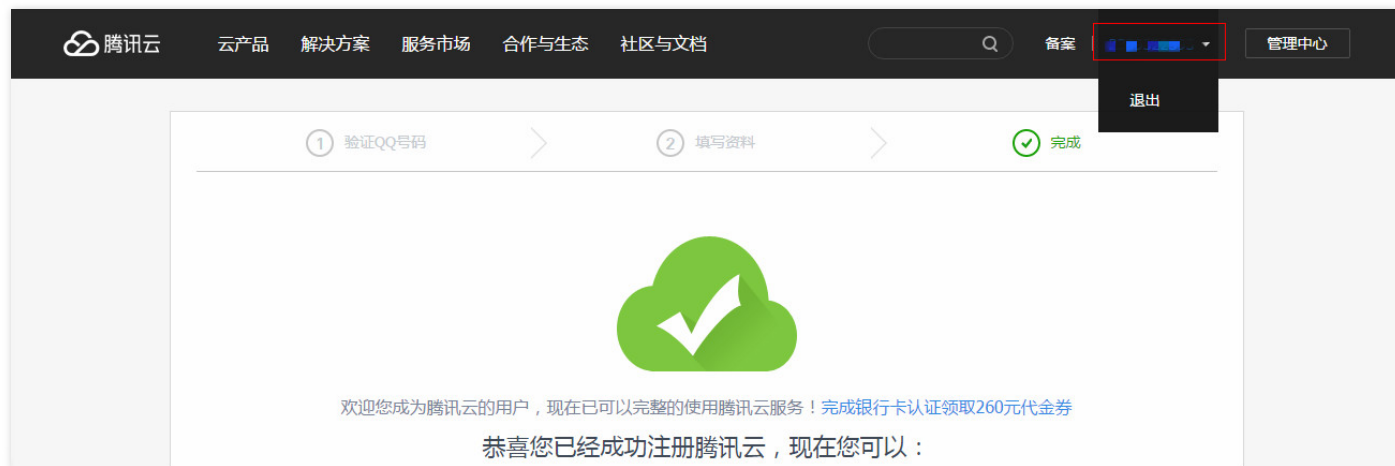 腾讯云 云产品 解决方案 服务市场 合作与生态 社区与文档 备案 管理中心
退出
1 验证QQ号码 2 填写资料 完成
欢迎您成为腾讯云的用户，现在已可以完整的使用腾讯云服务！完成银行卡认证领取260元代金券
恭喜您已经成功注册腾讯云，现在您可以：